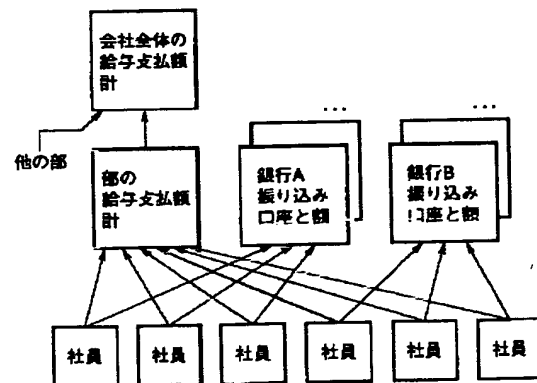 会社全体の
給与支払額
計
他の部
部の
給与支払額
計
...
銀行A
振り込み
口座と額
...
銀行B
振り込み
口座と額
社員
社員
社員
社員
社員
社員